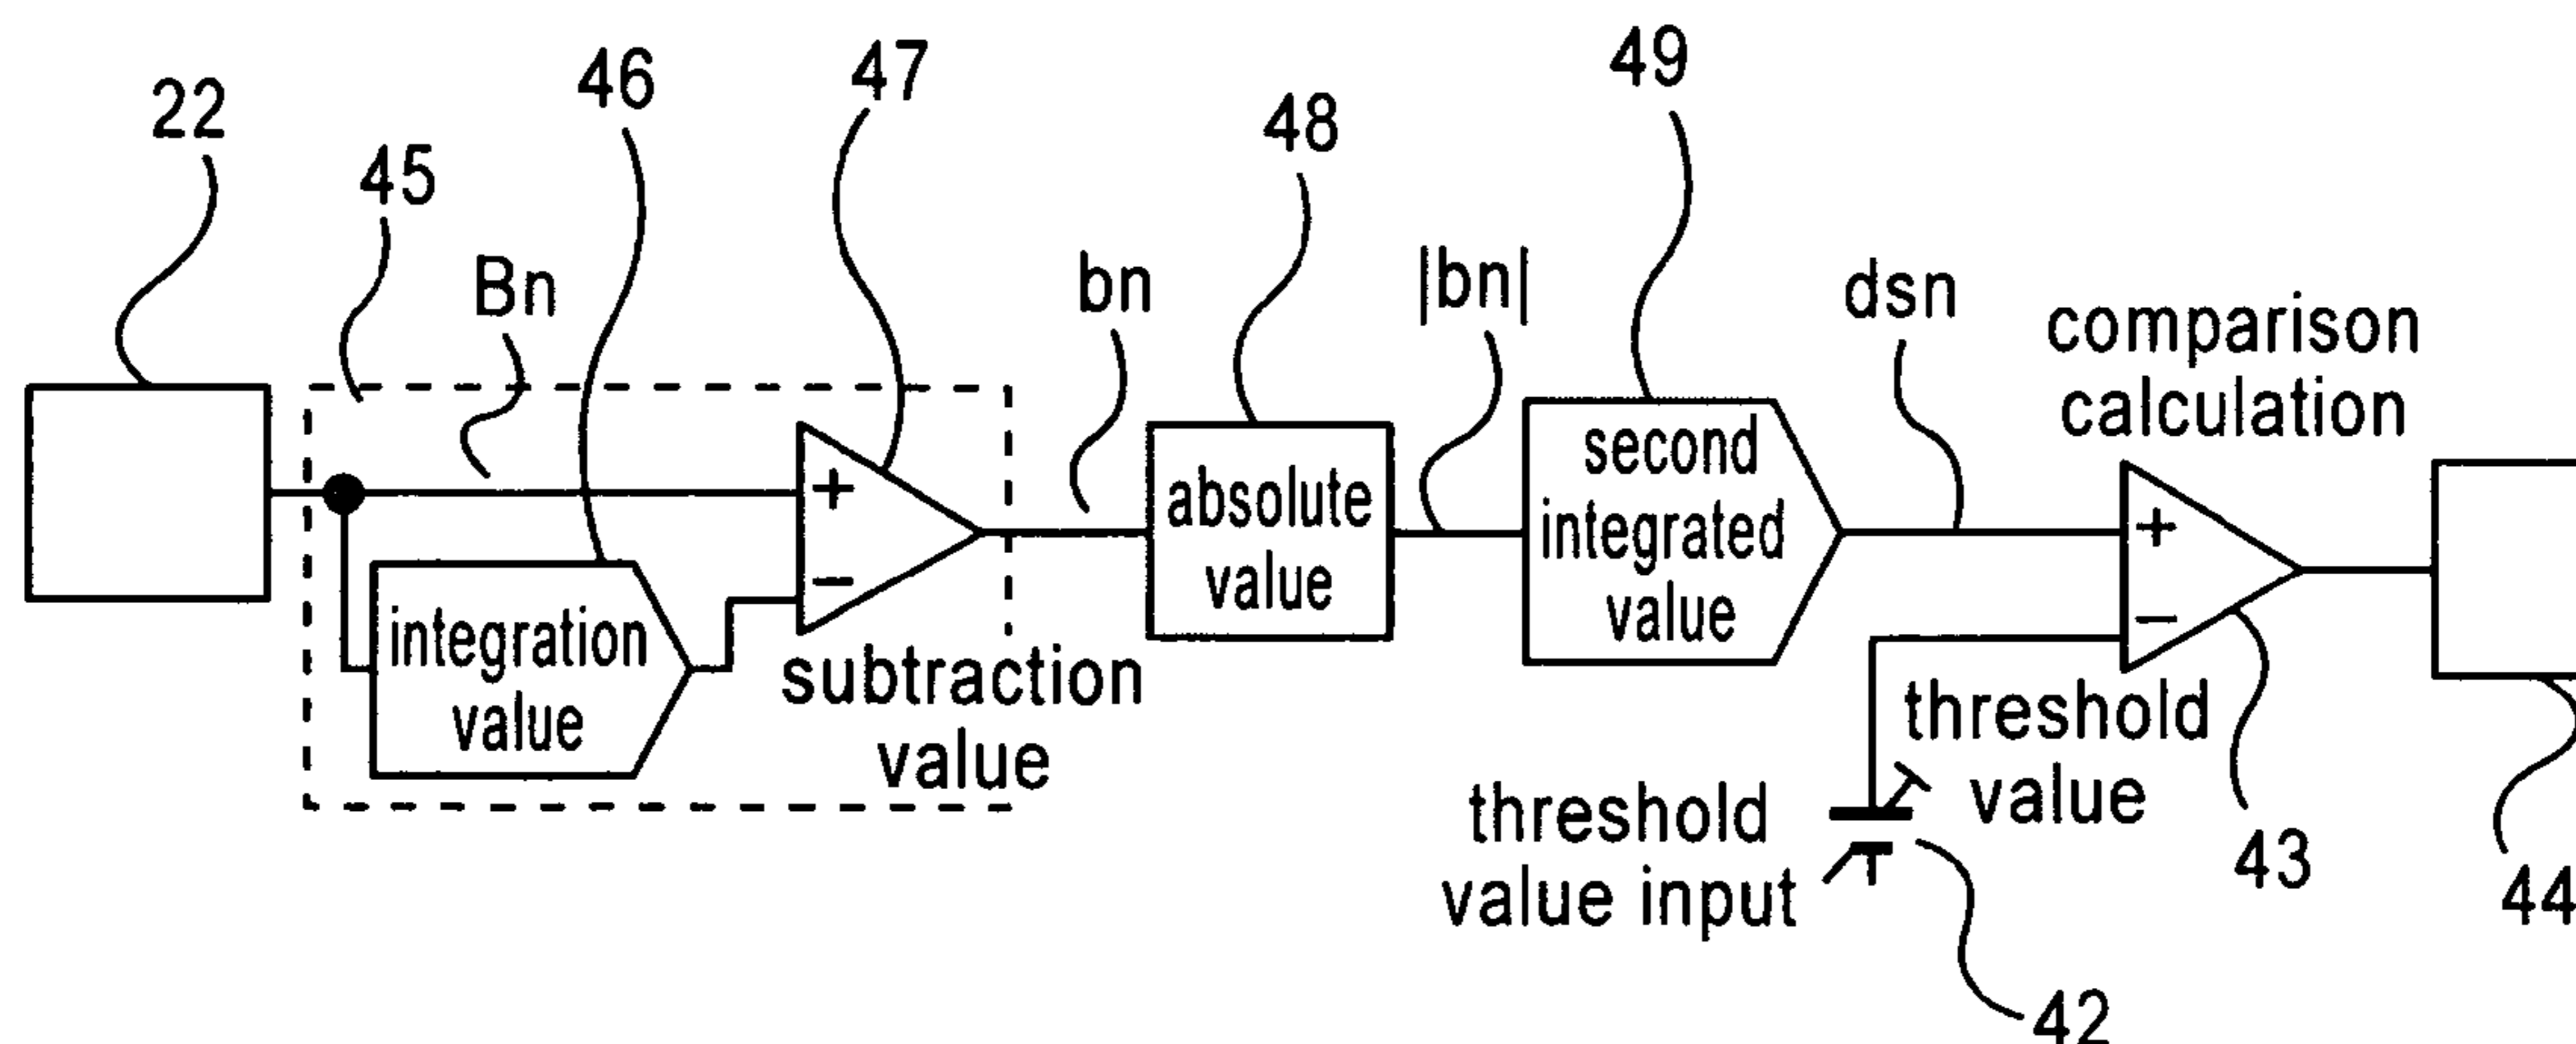 22
45
46
47
48
49
Bn
bn
|bn|
dsn
comparison
calculation
+
−
integration
value
subtraction
value
absolute
value
second
integrated
value
+
−
threshold
value
threshold
value input
43
44
42